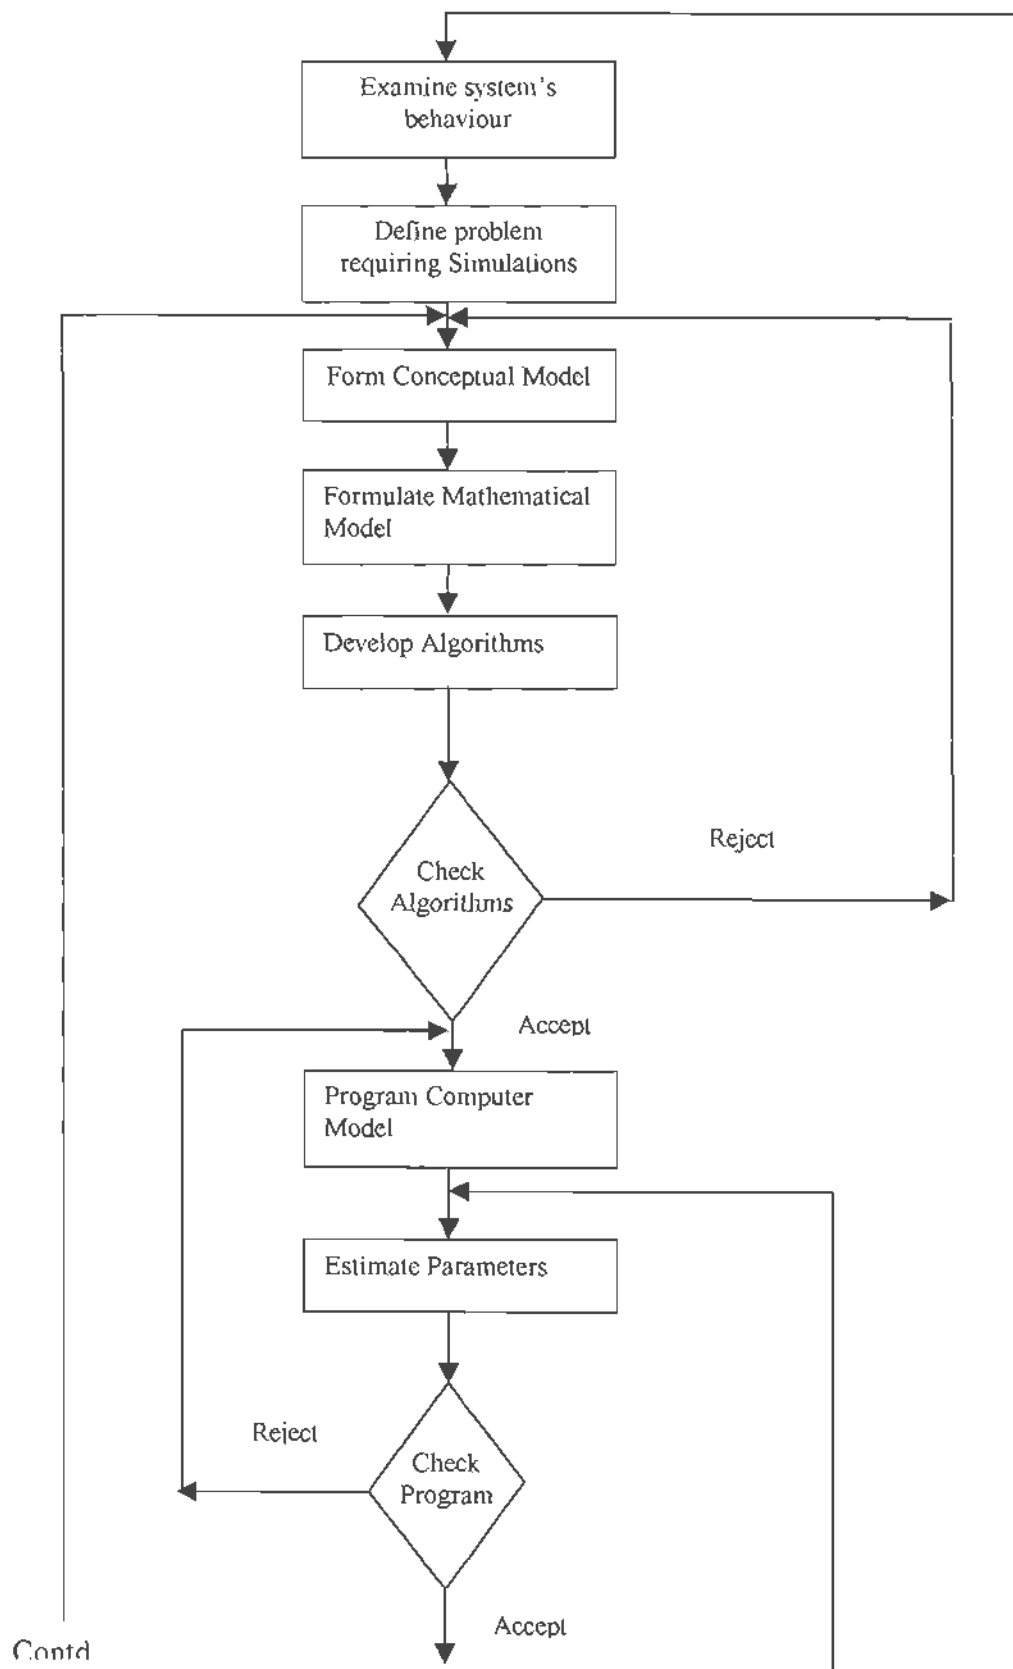 Examine system's
behaviour
Define problem
requiring Simulations
Form Conceptual Model
Formulate Mathematical
Model
Develop Algorithms
Check
Algorithms
Reject
Accept
Program Computer
Model
Estimate Parameters
Reject
Check
Program
Accept
Contd